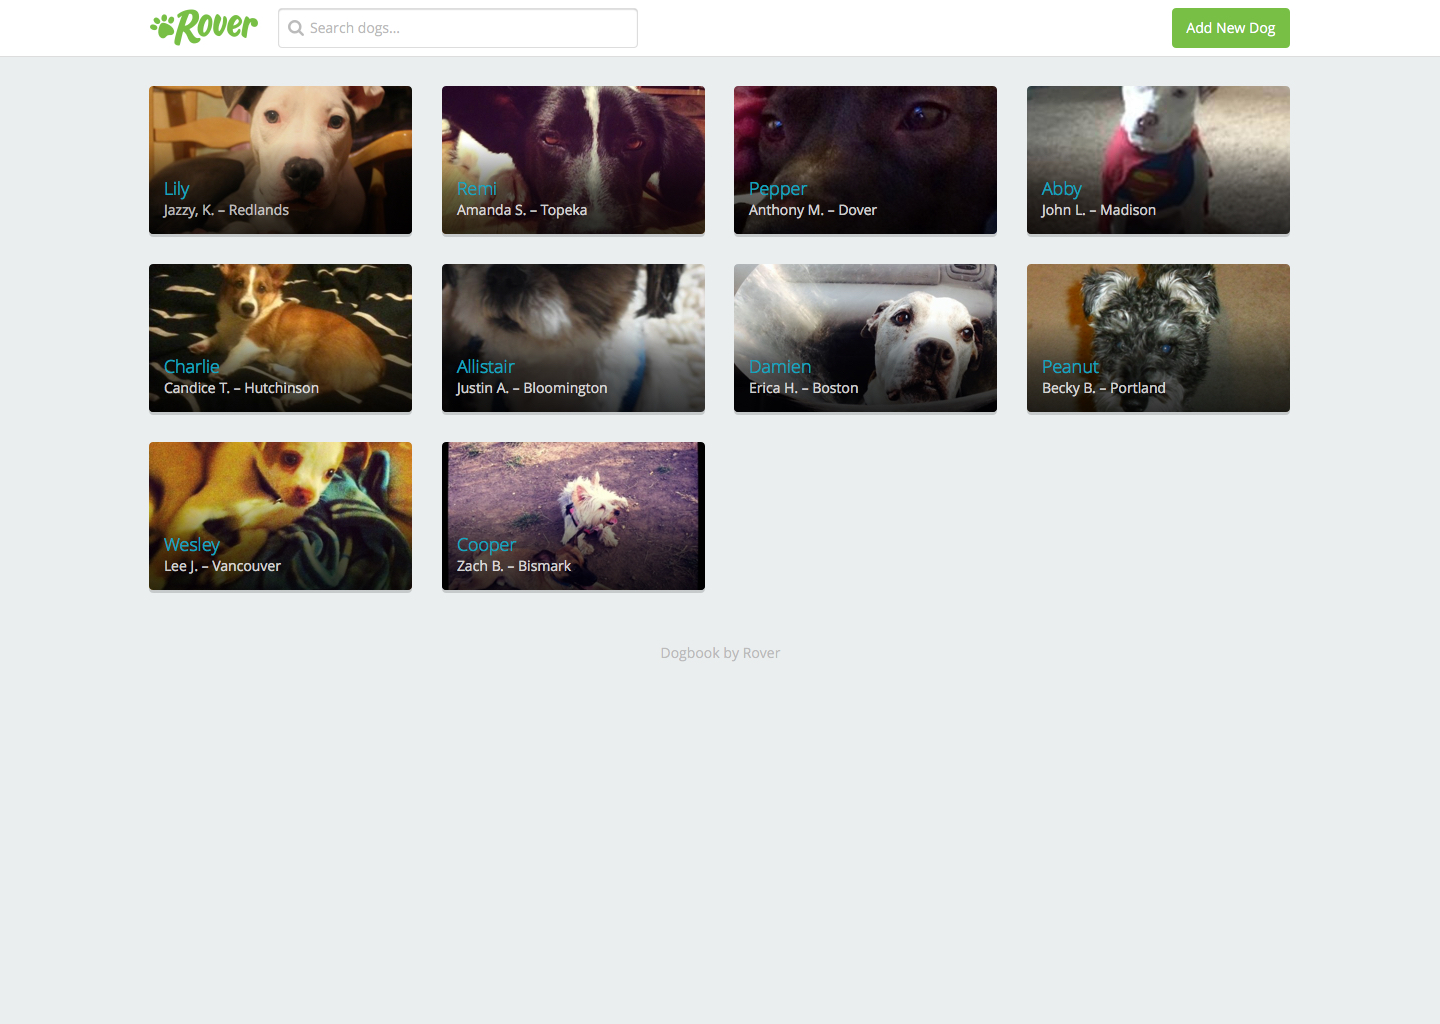 Rover
Search dogs...
Add New Dog
Lily
Jazzy, K. – Redlands
Remi
Amanda S. – Topeka
Pepper
Anthony M. – Dover
Abby
John L. – Madison
Charlie
Candice T. – Hutchinson
Allistair
Justin A. – Bloomington
Damien
Erica H. – Boston
Peanut
Becky B. – Portland
Wesley
Lee J. – Vancouver
Cooper
Zach B. – Bismark
Dogbook by Rover